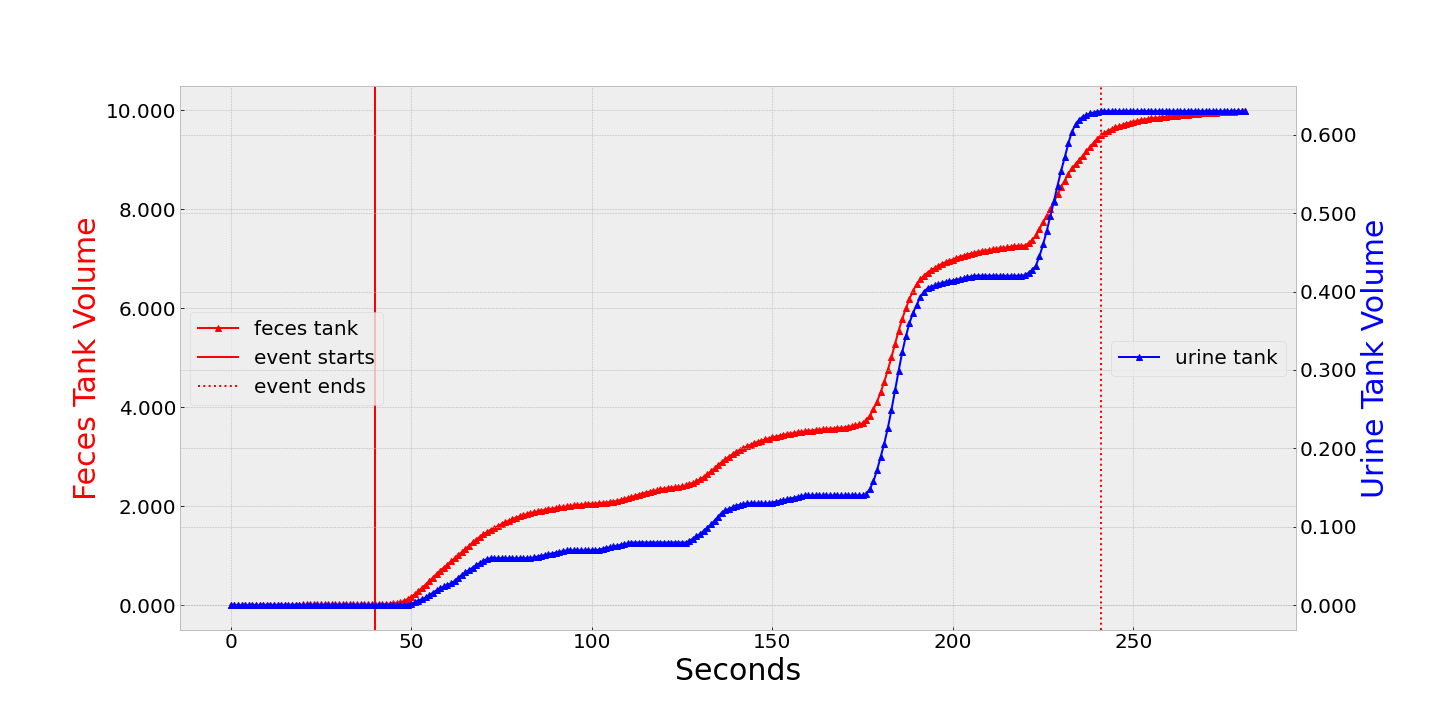 Feces Tank Volume
10.000
8.000
6.000
4.000
2.000
0.000
feces tank
event starts
event ends
urine tank
0.600
0.500
0.400
0.300
0.200
0.100
0.000
Urine Tank Volume
0 50 100 150 200 250
Seconds